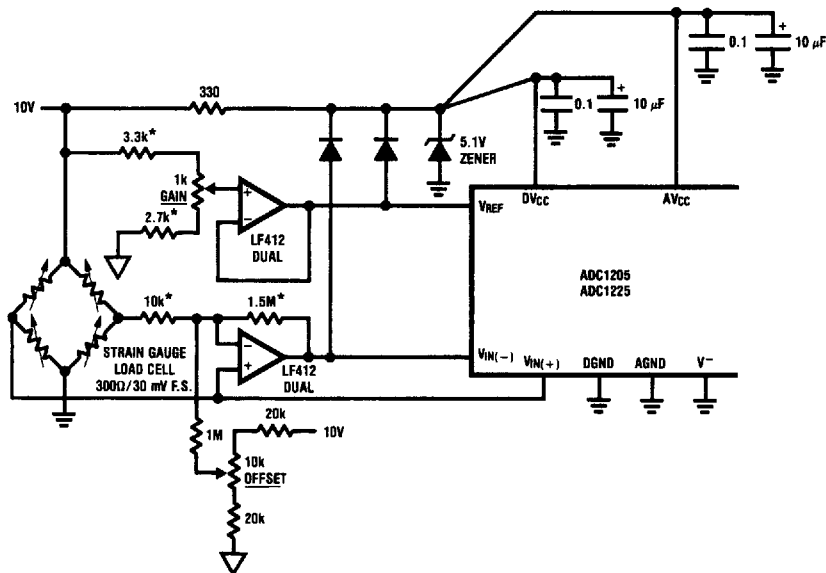 0.1
10 μF
+
10V
330
0.1
10 μF
+
3.3k*
5.1V
ZENER
1k
GAIN
+
−
DVCC
AVCC
2.7k*
VREF
LF412
DUAL
ADC1205
ADC1225
10k*
1.5M*
−
+
STRAIN GAUGE
LOAD CELL
300Ω/30 mV F.S.
LF412
DUAL
VIN(−)
VIN(+)
DGND
AGND
V−
20k
10V
1M
10k
OFFSET
20k